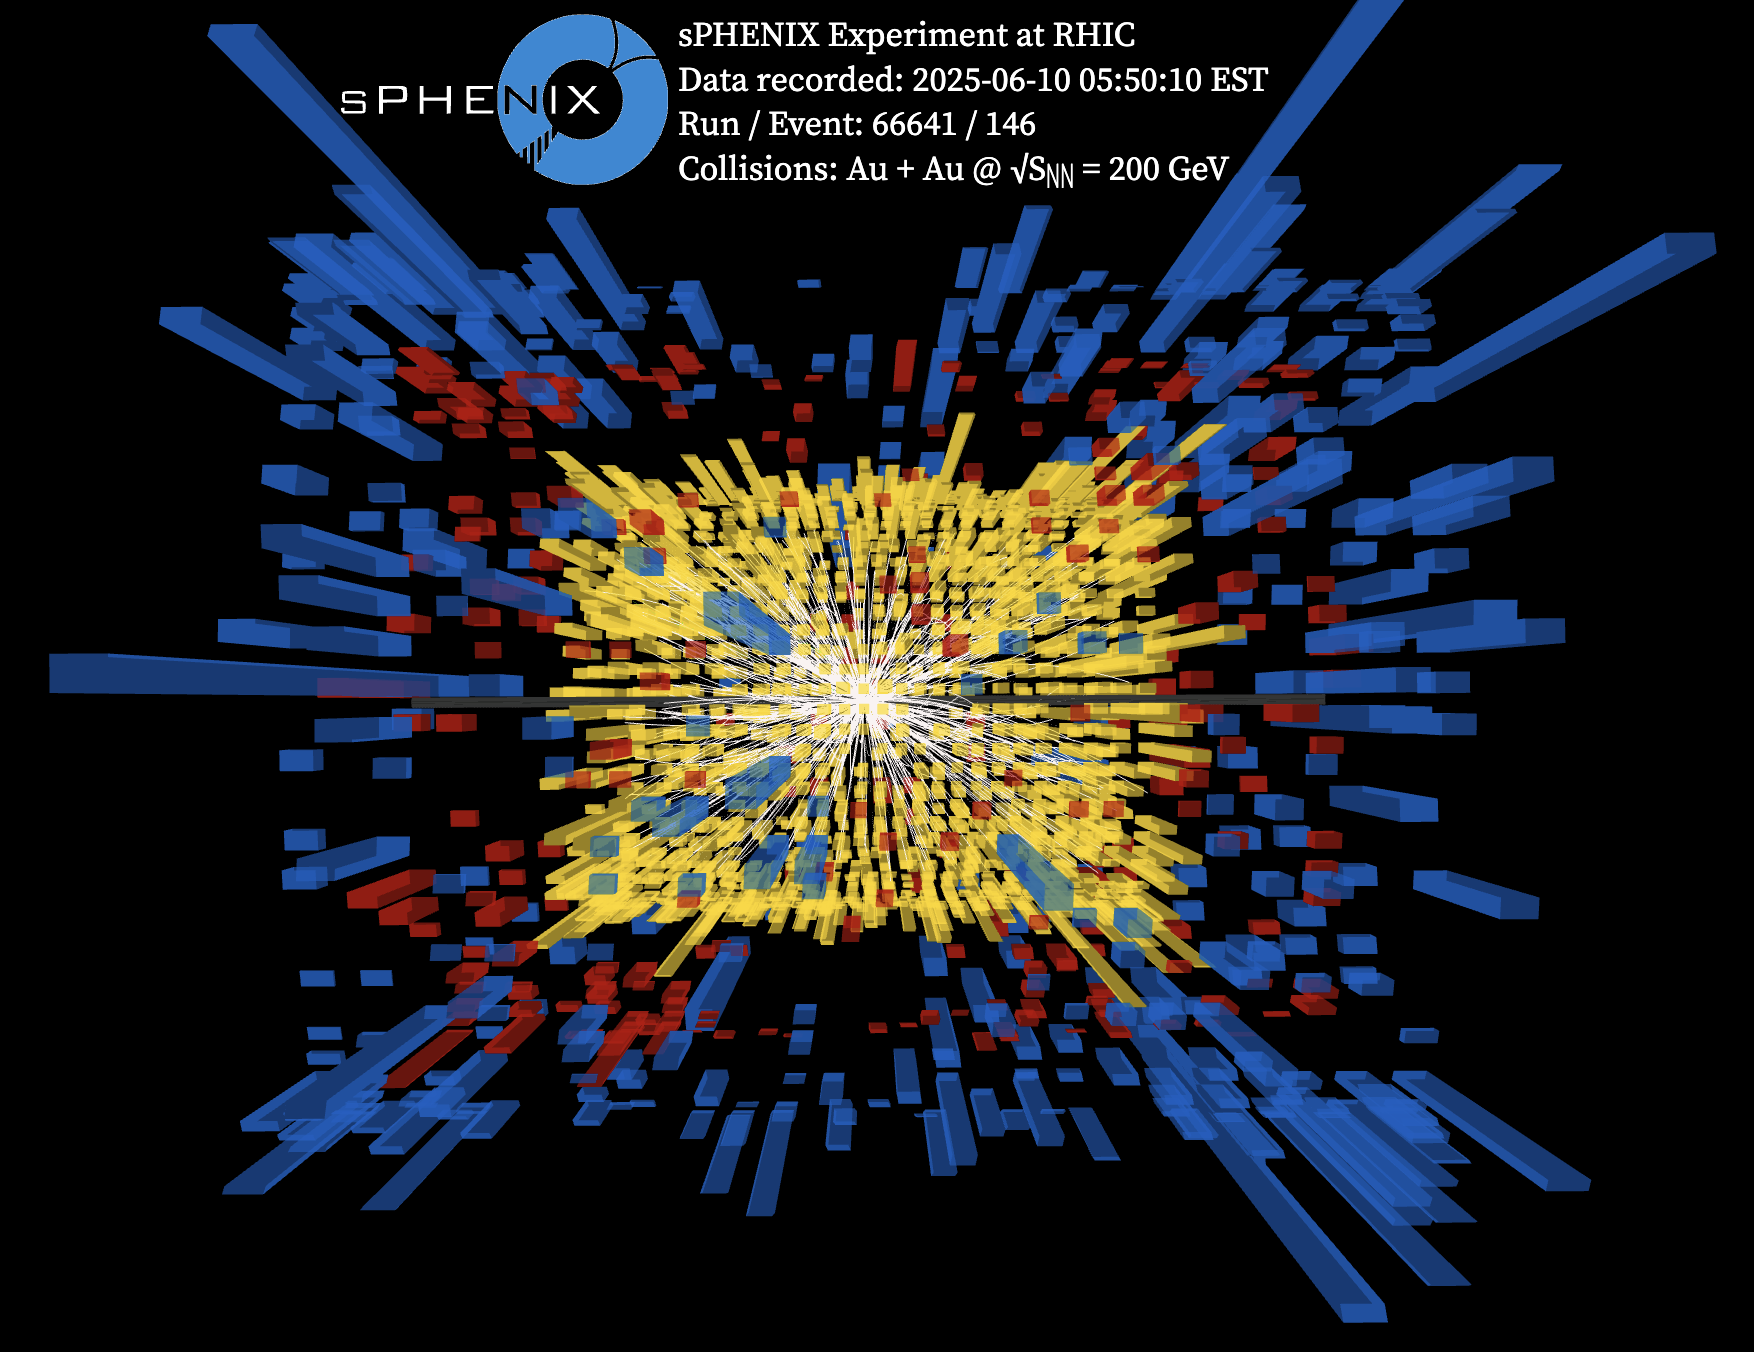 sPHENIX
sPHENIX Experiment at RHIC
Data recorded: 2025-06-10 05:50:10 EST
Run / Event: 66641 / 146
Collisions: Au + Au @ √SNN = 200 GeV